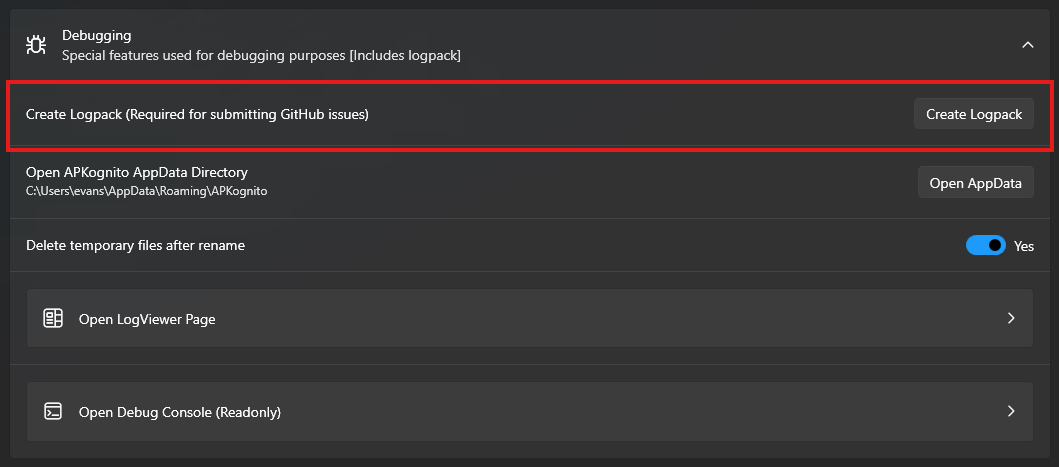 Debugging
Special features used for debugging purposes [Includes logpack]
Create Logpack (Required for submitting GitHub issues)
Create Logpack
Open APKognito AppData Directory
C:\Users\evans\AppData\Roaming\APKognito
Open AppData
Delete temporary files after rename
Yes
Open LogViewer Page
Open Debug Console (Readonly)